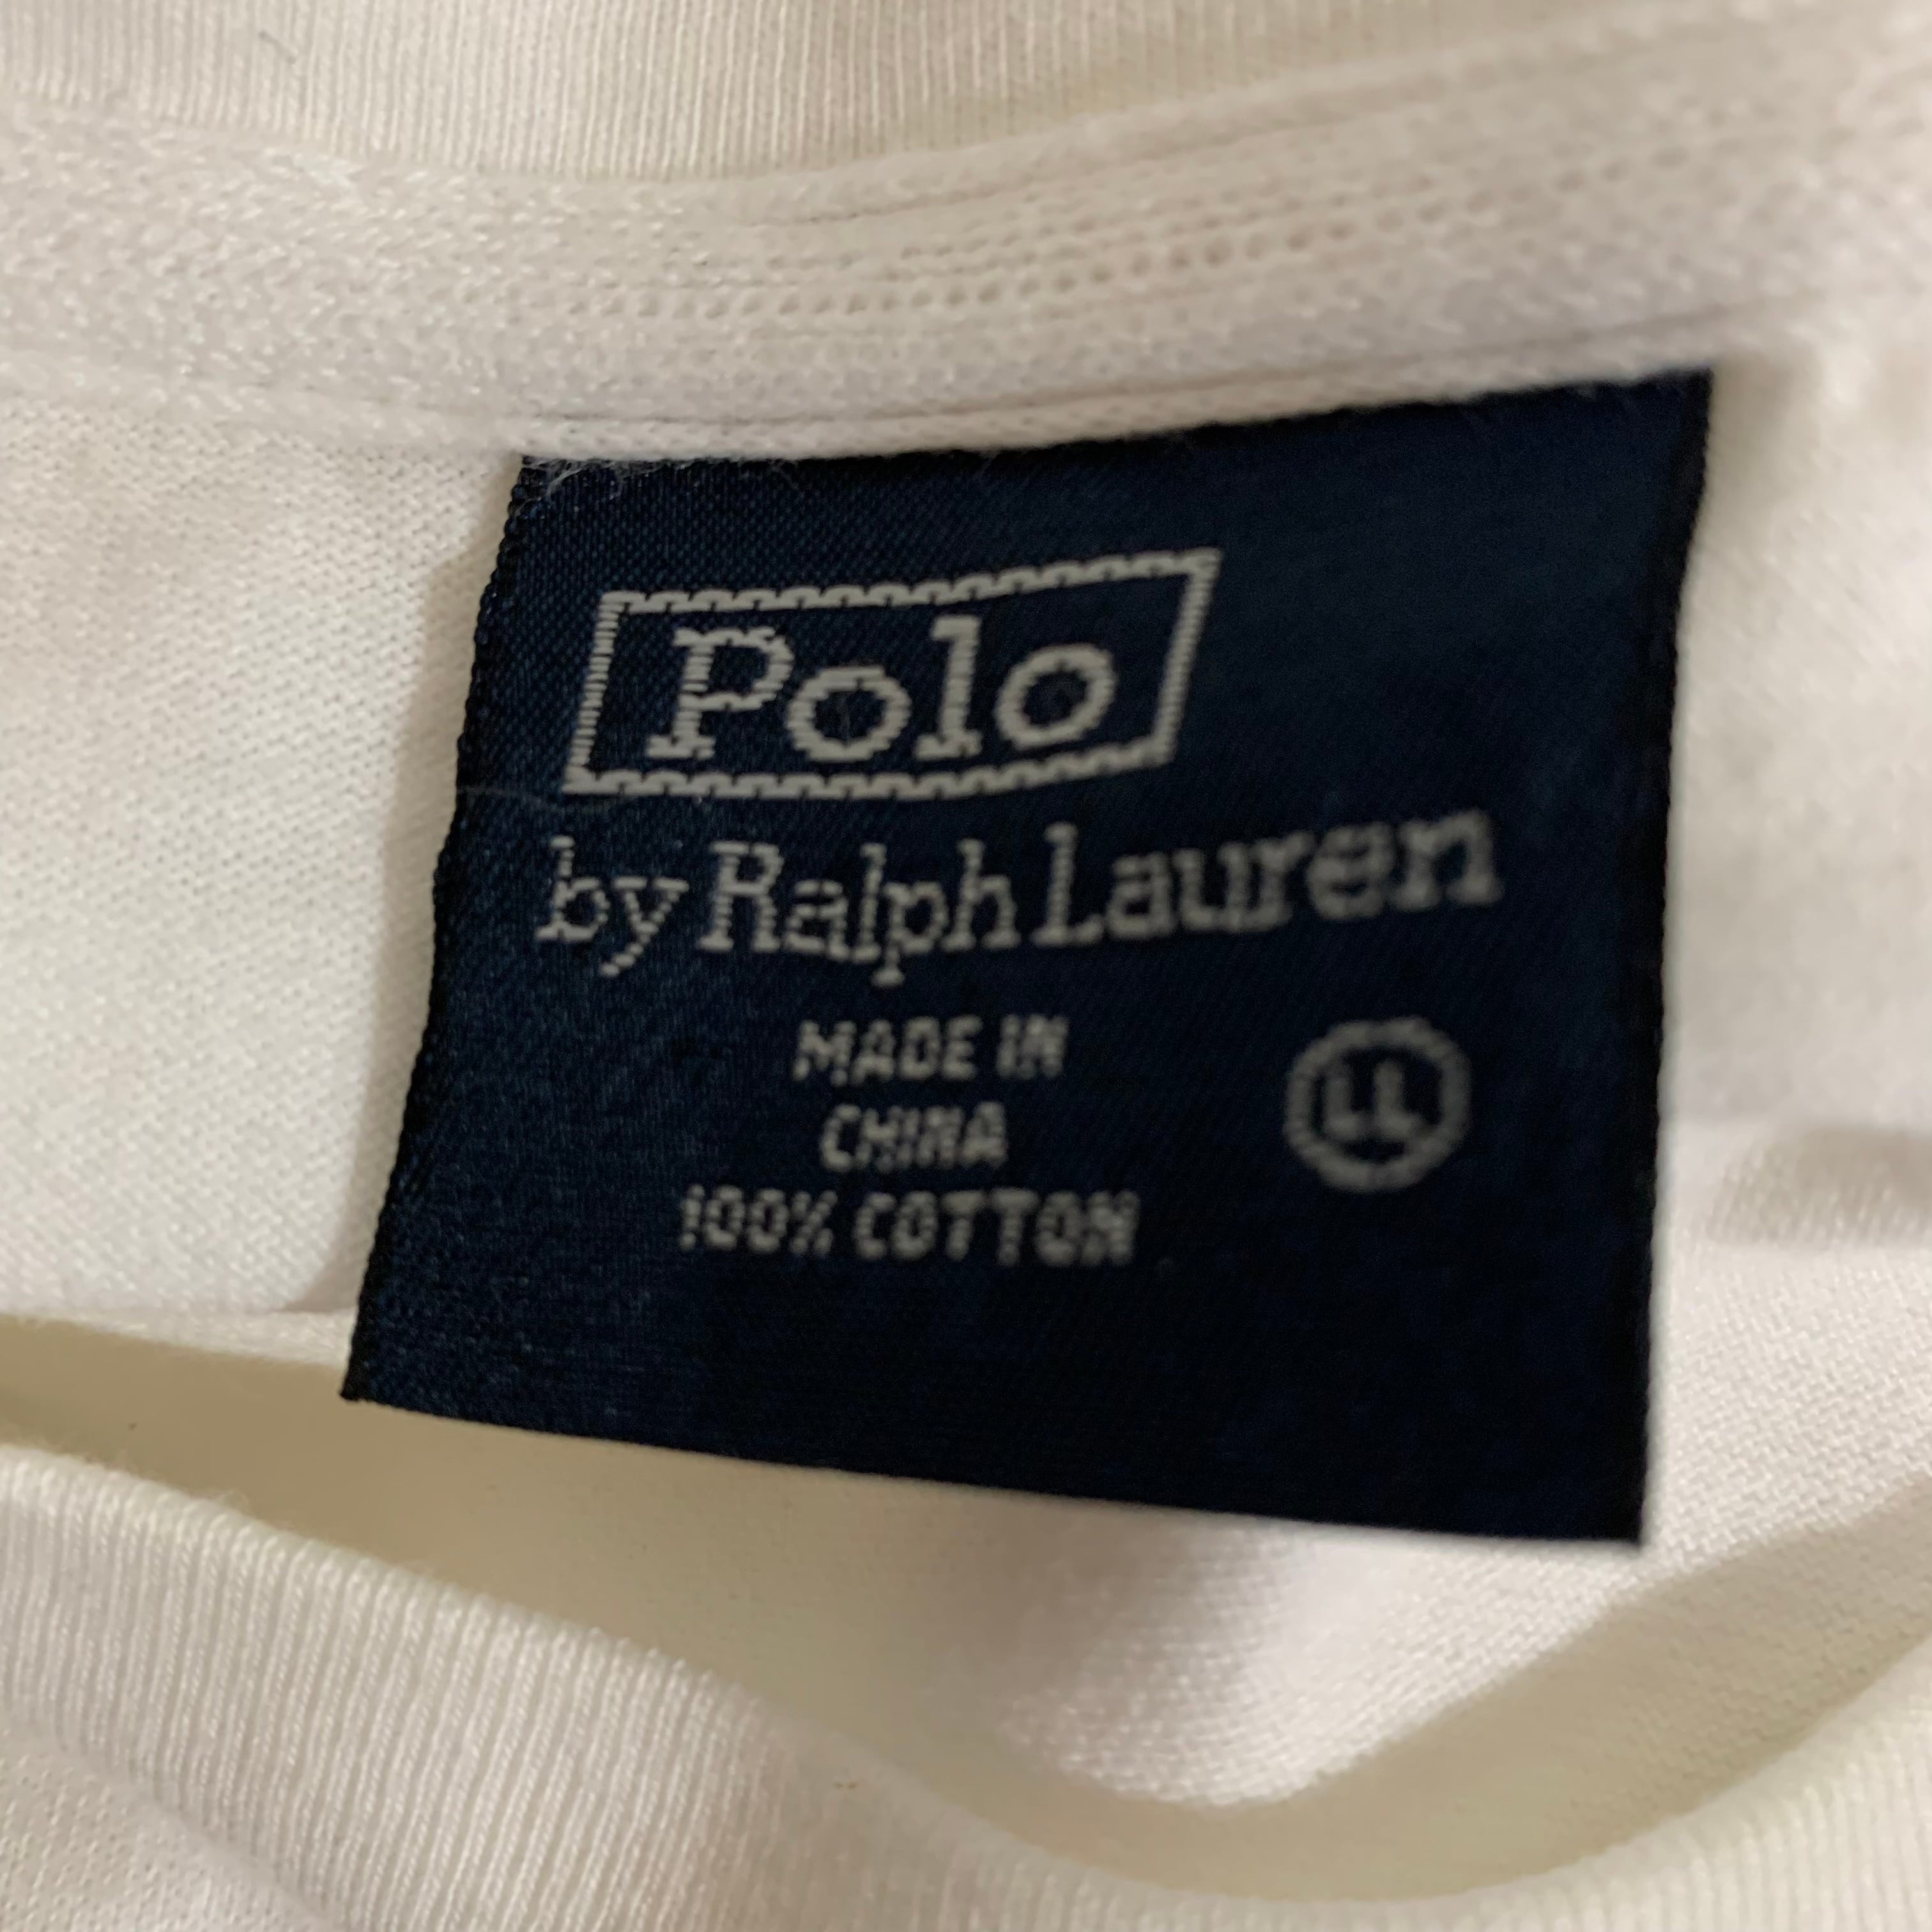 Polo
by Ralph Lauren
MADE IN
CHINA
LL
100% COTTON